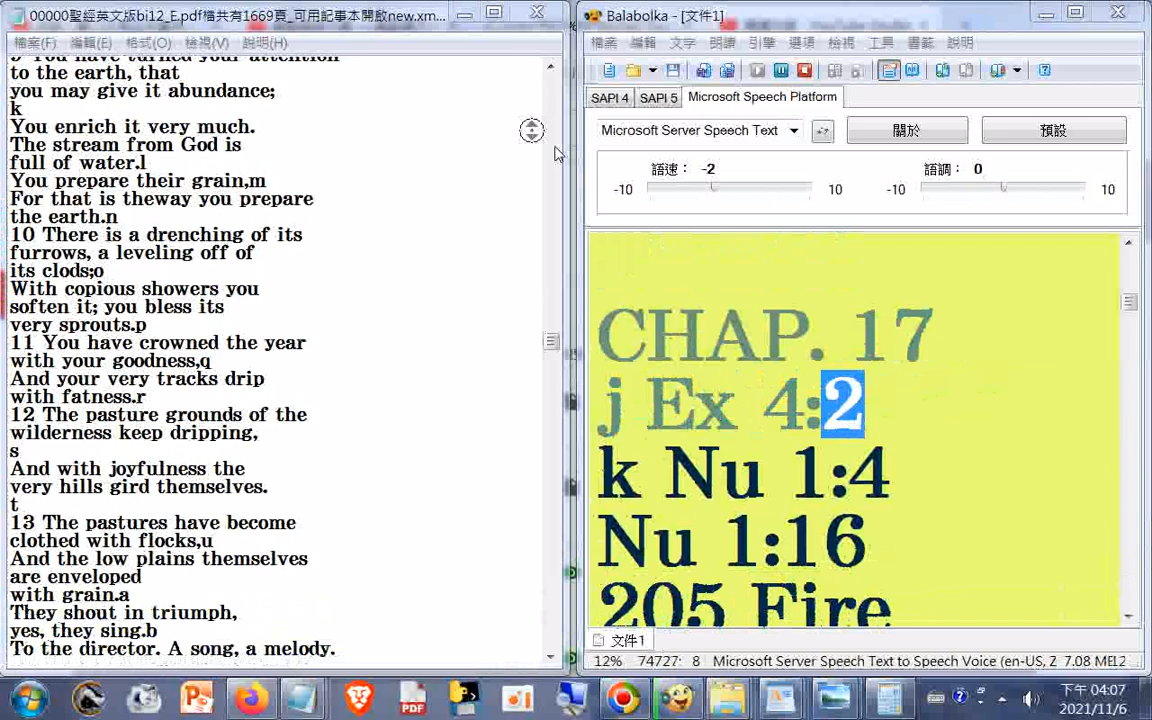 00000聖經英文版bi12_E.pdf檔共有1669頁_可用記事本開啟new.xm...
檔案(F) 編輯(E) 格式(O) 檢視(V) 說明(H)
9 You have turned your attention
to the earth, that
you may give it abundance;
k
You enrich it very much.
The stream from God is
full of water.l
You prepare their grain,m
For that is theway you prepare
the earth.n
10 There is a drenching of its
furrows, a leveling off of
its clods;o
With copious showers you
soften it; you bless its
very sprouts.p
11 You have crowned the year
with your goodness,q
And your very tracks drip
with fatness.r
12 The pasture grounds of the
wilderness keep dripping,
s
And with joyfulness the
very hills gird themselves.
t
13 The pastures have become
clothed with flocks,u
And the low plains themselves
are enveloped
with grain.a
They shout in triumph,
yes, they sing.b
To the director. A song, a melody.
Balabolka - [文件1]
檔案 編輯 文字 朗讀 引擎 選項 檢視 工具 書籤 說明
SAPI 4 SAPI 5 Microsoft Speech Platform
Microsoft Server Speech Text 關於 預設
語速： -2 語調： 0
-10 10 -10 10
CHAP. 17
j Ex 4:2
k Nu 1:4
Nu 1:16
205 Fire
文件1
12% 74727: 8 Microsoft Server Speech Text to Speech Voice (en-US, Z 7.08 ME12
PDF
下午 04:07
2021/11/6